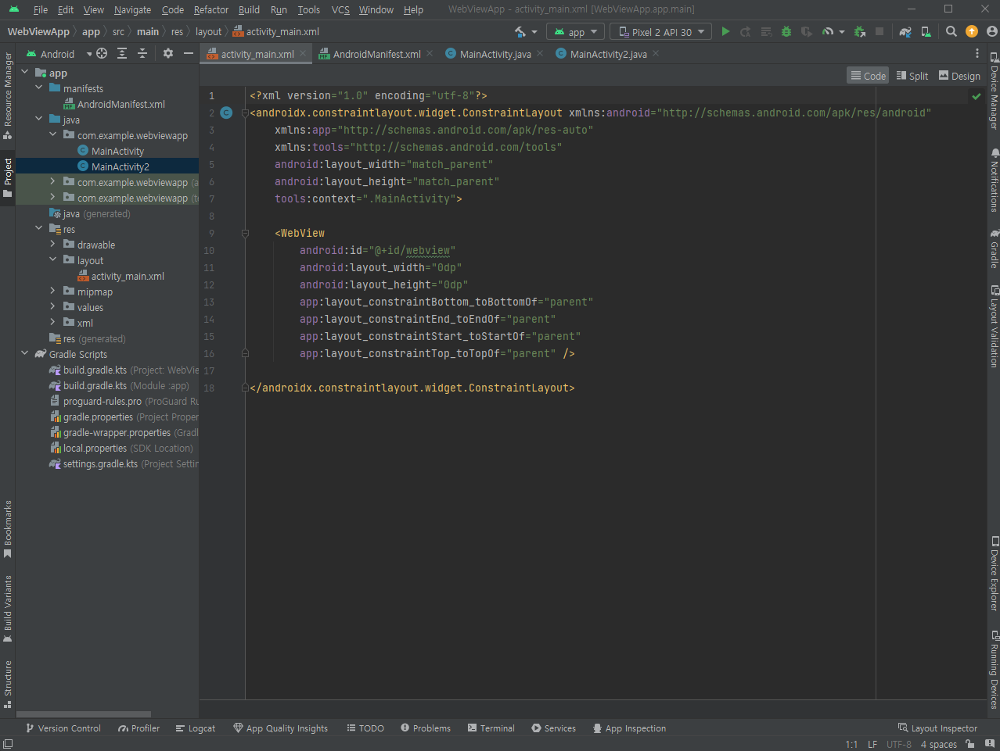 File Edit View Navigate Code Refactor Build Run Tools VCS Window Help WebViewApp – activity_main.xml [WebViewApp.app.main]
WebViewApp app src main res layout activity_main.xml app Pixel 2 API 30
Android activity_main.xml AndroidManifest.xml MainActivity.java MainActivity2.java
Code Split Design
Resource Manager
Project
Bookmarks
Build Variants
Structure
app
manifests
AndroidManifest.xml
java
com.example.webviewapp
MainActivity
MainActivity2
com.example.webviewapp (a
com.example.webviewapp (te
java (generated)
res
drawable
layout
activity_main.xml
mipmap
values
xml
res (generated)
Gradle Scripts
build.gradle.kts (Project: WebVie
build.gradle.kts (Module :app)
proguard-rules.pro (ProGuard Ru
gradle.properties (Project Proper
gradle-wrapper.properties (Gradl
local.properties (SDK Location)
settings.gradle.kts (Project Settin
1 <?xml version="1.0" encoding="utf-8"?>
2 <androidx.constraintlayout.widget.ConstraintLayout xmlns:android="http://schemas.android.com/apk/res/android"
3 xmlns:app="http://schemas.android.com/apk/res-auto"
4 xmlns:tools="http://schemas.android.com/tools"
5 android:layout_width="match_parent"
6 android:layout_height="match_parent"
7 tools:context=".MainActivity">
8
9 <WebView
10 android:id="@+id/webview"
11 android:layout_width="0dp"
12 android:layout_height="0dp"
13 app:layout_constraintBottom_toBottomOf="parent"
14 app:layout_constraintEnd_toEndOf="parent"
15 app:layout_constraintStart_toStartOf="parent"
16 app:layout_constraintTop_toTopOf="parent" />
17
18 </androidx.constraintlayout.widget.ConstraintLayout>
Device Manager
Notifications
Gradle
Layout Validation
Device Explorer
Running Devices
Version Control Profiler Logcat App Quality Insights TODO Problems Terminal Services App Inspection Layout Inspector
1:1 LF UTF-8 4 spaces